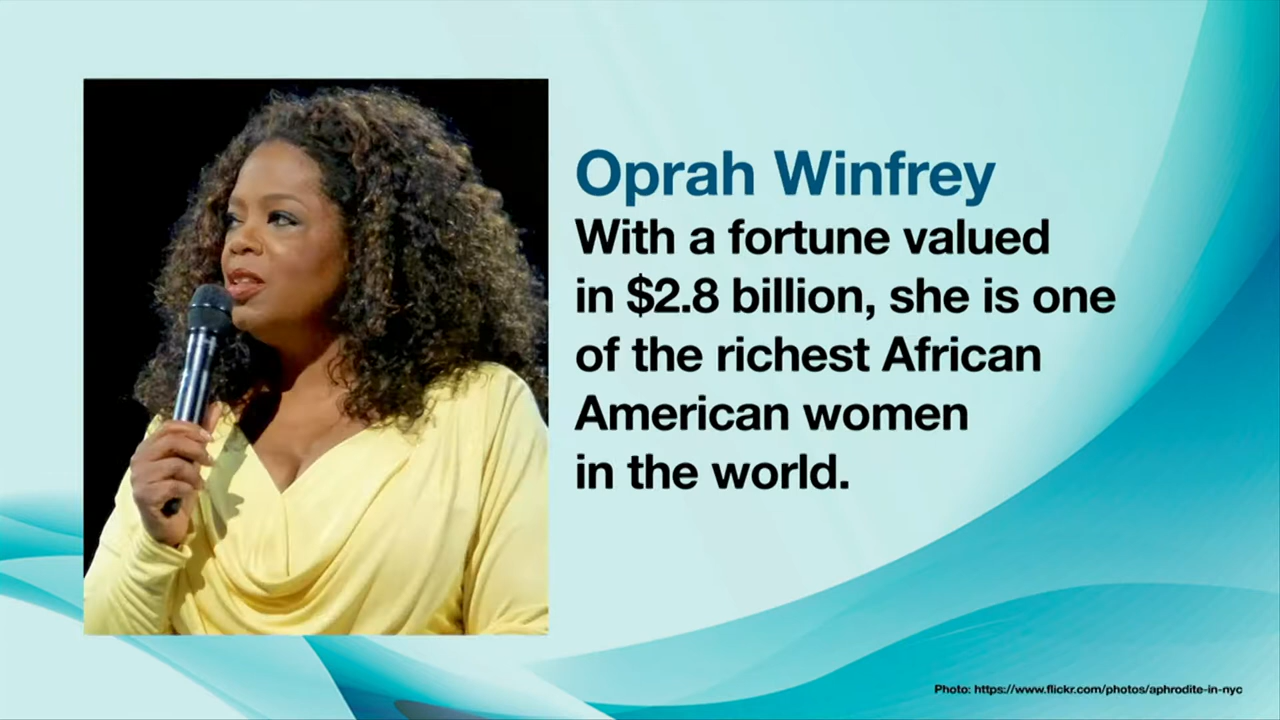 Oprah Winfrey
With a fortune valued
in $2.8 billion, she is one
of the richest African
American women
in the world.
Photo: https://www.flickr.com/photos/aphrodite-in-nyc